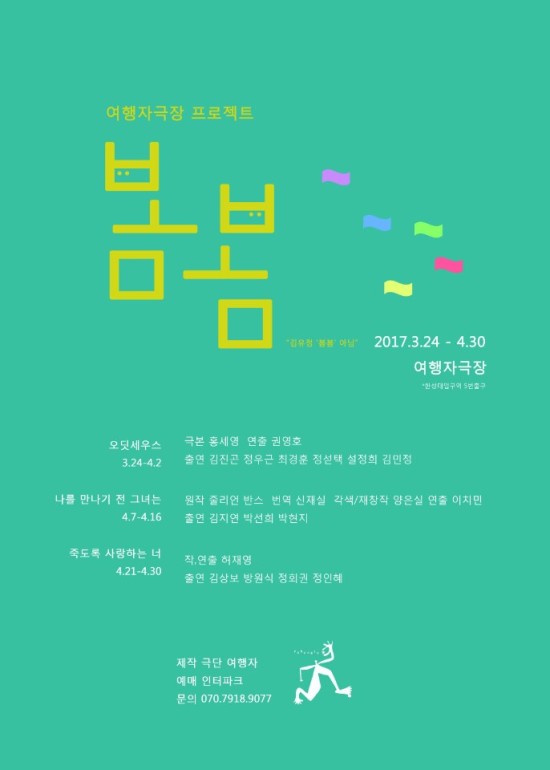 여행자극장 프로젝트
봄봄
"김유정 '봄봄' 아님"
2017.3.24 - 4.30
여행자극장
*한성대입구역 5번출구
오딧세우스
3.24-4.2
극본 홍세영 연출 권영호
출연 김진곤 정우근 최경훈 정선택 설정희 김민정
나를 만나기 전 그녀는
4.7-4.16
원작 줄리언 반스 번역 신재실 각색/재창작 양은실 연출 이치민
출연 김지연 박선희 박현지
죽도록 사랑하는 너
4.21-4.30
작,연출 허재영
출연 김상보 방원식 정회권 정인혜
제작 극단 여행자
예매 인터파크
문의 070.7918.9077